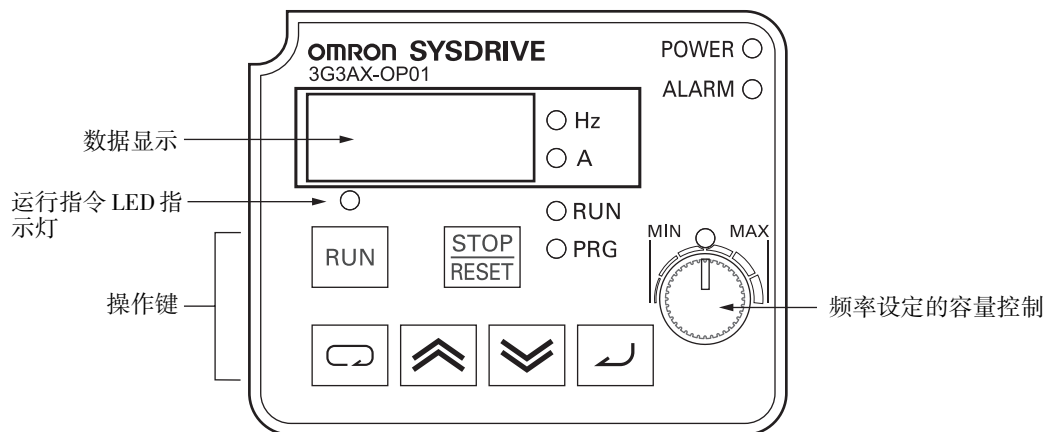 omron SYSDRIVE
3G3AX-OP01
POWER
ALARM
数据显示
Hz
A
运行指令 LED 指
示灯
RUN
PRG
RUN
STOP
RESET
MIN
MAX
操作键
频率设定的容量控制